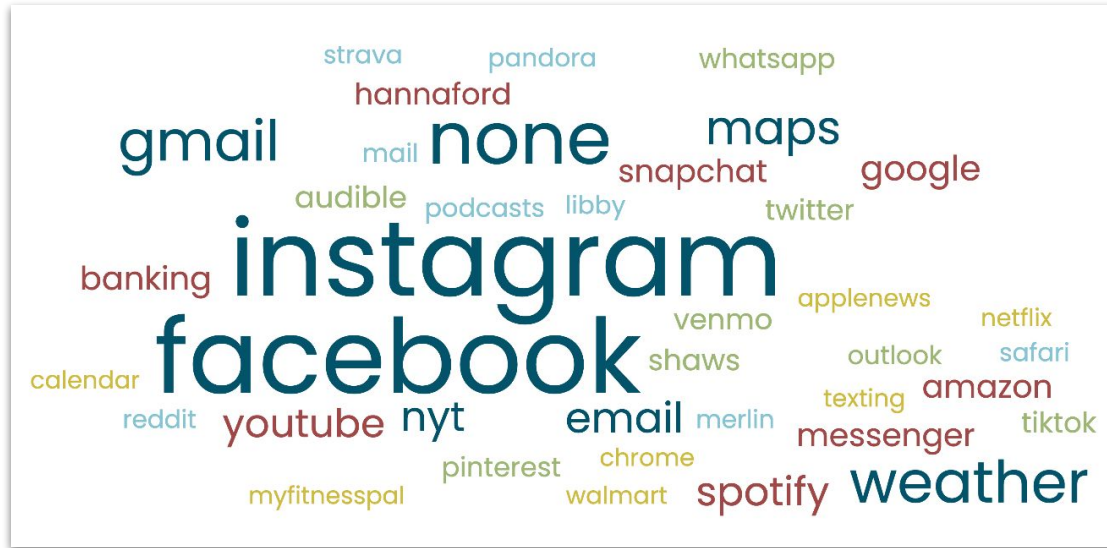 strava pandora whatsapp
hannaford
gmail none maps
mail snapchat google
audible podcasts libby twitter
instagram
banking
applenews
venmo netflix
facebook shaws outlook safari
calendar texting amazon
reddit youtube nyt email merlin messenger tiktok
pinterest chrome
myfitnesspal walmart spotify weather